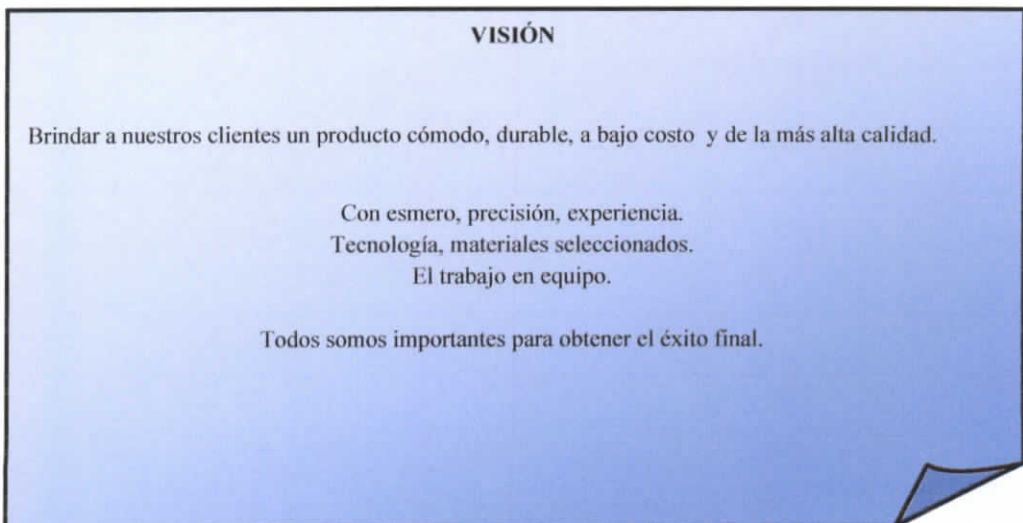 VISIÓN
Brindar a nuestros clientes un producto cómodo, durable, a bajo costo y de la más alta calidad.
Con esmero, precisión, experiencia.
Tecnología, materiales seleccionados.
El trabajo en equipo.
Todos somos importantes para obtener el éxito final.